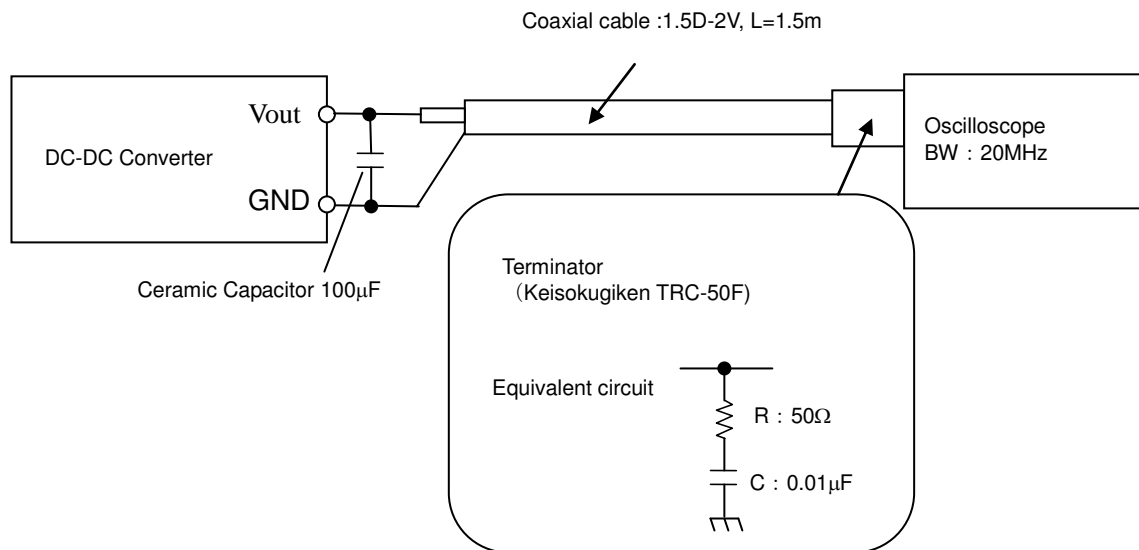 Coaxial cable :1.5D-2V, L=1.5m
Vout
DC-DC Converter
GND
Oscilloscope
BW：20MHz
Ceramic Capacitor 100μF
Terminator
（Keisokugiken TRC-50F)
Equivalent circuit
R：50Ω
C：0.01μF